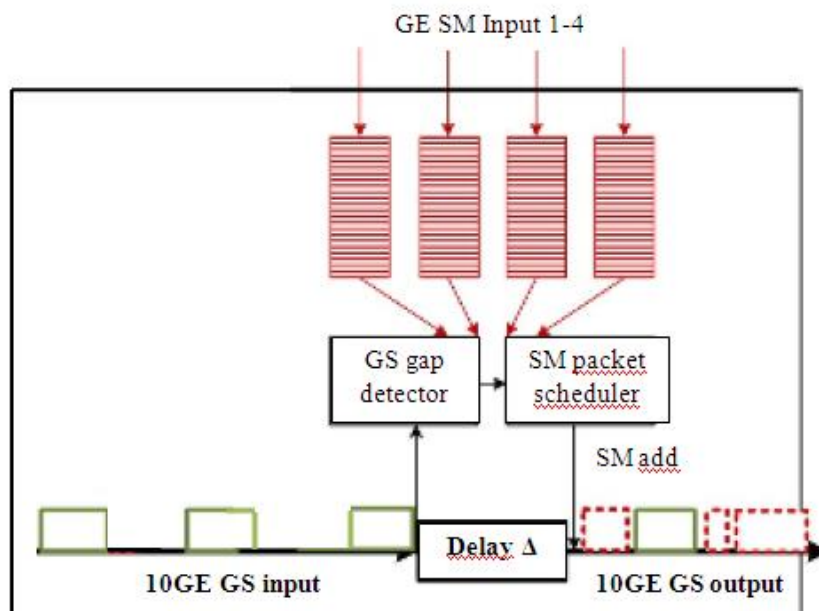 GE SM Input 1-4
GS gap
detector
SM packet
scheduler
SM add
Delay Δ
10GE GS input
10GE GS output